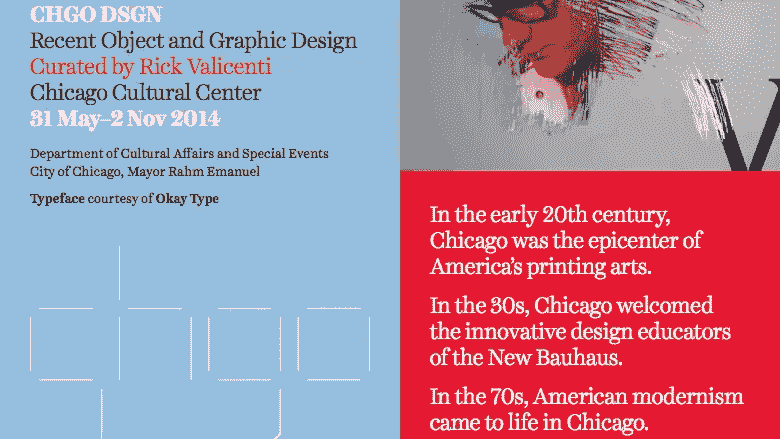 CHGO DSGN
Recent Object and Graphic Design
Curated by Rick Valicenti
Chicago Cultural Center
31 May–2 Nov 2014
Department of Cultural Affairs and Special Events
City of Chicago, Mayor Rahm Emanuel
Typeface courtesy of Okay Type
chgo
In the early 20th century,
Chicago was the epicenter of
America’s printing arts.
In the 30s, Chicago welcomed
the innovative design educators
of the New Bauhaus.
In the 70s, American modernism
came to life in Chicago.